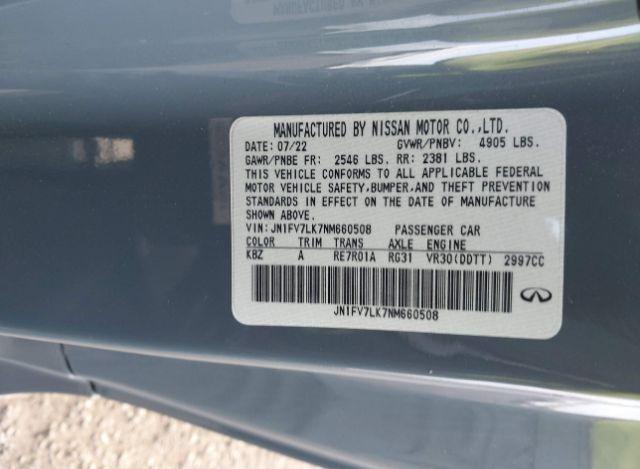 MANUFACTURED BY NISSAN MOTOR CO.,LTD.
DATE: 07/22 GVWR/PNBV: 4905 LBS.
GAWR/PNBE FR: 2546 LBS. RR: 2381 LBS.
THIS VEHICLE CONFORMS TO ALL APPLICABLE FEDERAL
MOTOR VEHICLE SAFETY,BUMPER,AND THEFT PREVENTION
STANDARDS IN EFFECT ON THE DATE OF MANUFACTURE
SHOWN ABOVE.
VIN: JN1FV7LK7NM660508 PASSENGER CAR
COLOR TRIM TRANS AXLE ENGINE
KBZ A RE7R01A RG31 VR30(DDTT) 2997CC
JN1FV7LK7NM660508